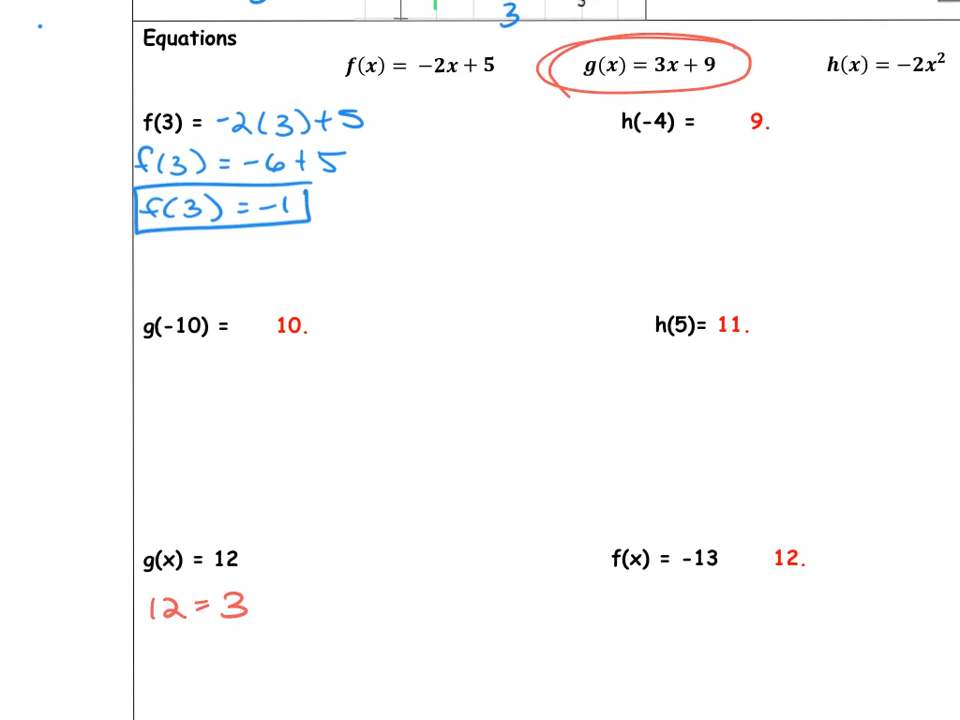 3
Equations
f(x) = −2x + 5
g(x) = 3x + 9
h(x) = −2x²
f(3) = -2(3)+5
h(-4) = 9.
f(3) = -6+5
f(3) = -1
g(-10) = 10.
h(5)= 11.
g(x) = 12
f(x) = -13 12.
12 = 3